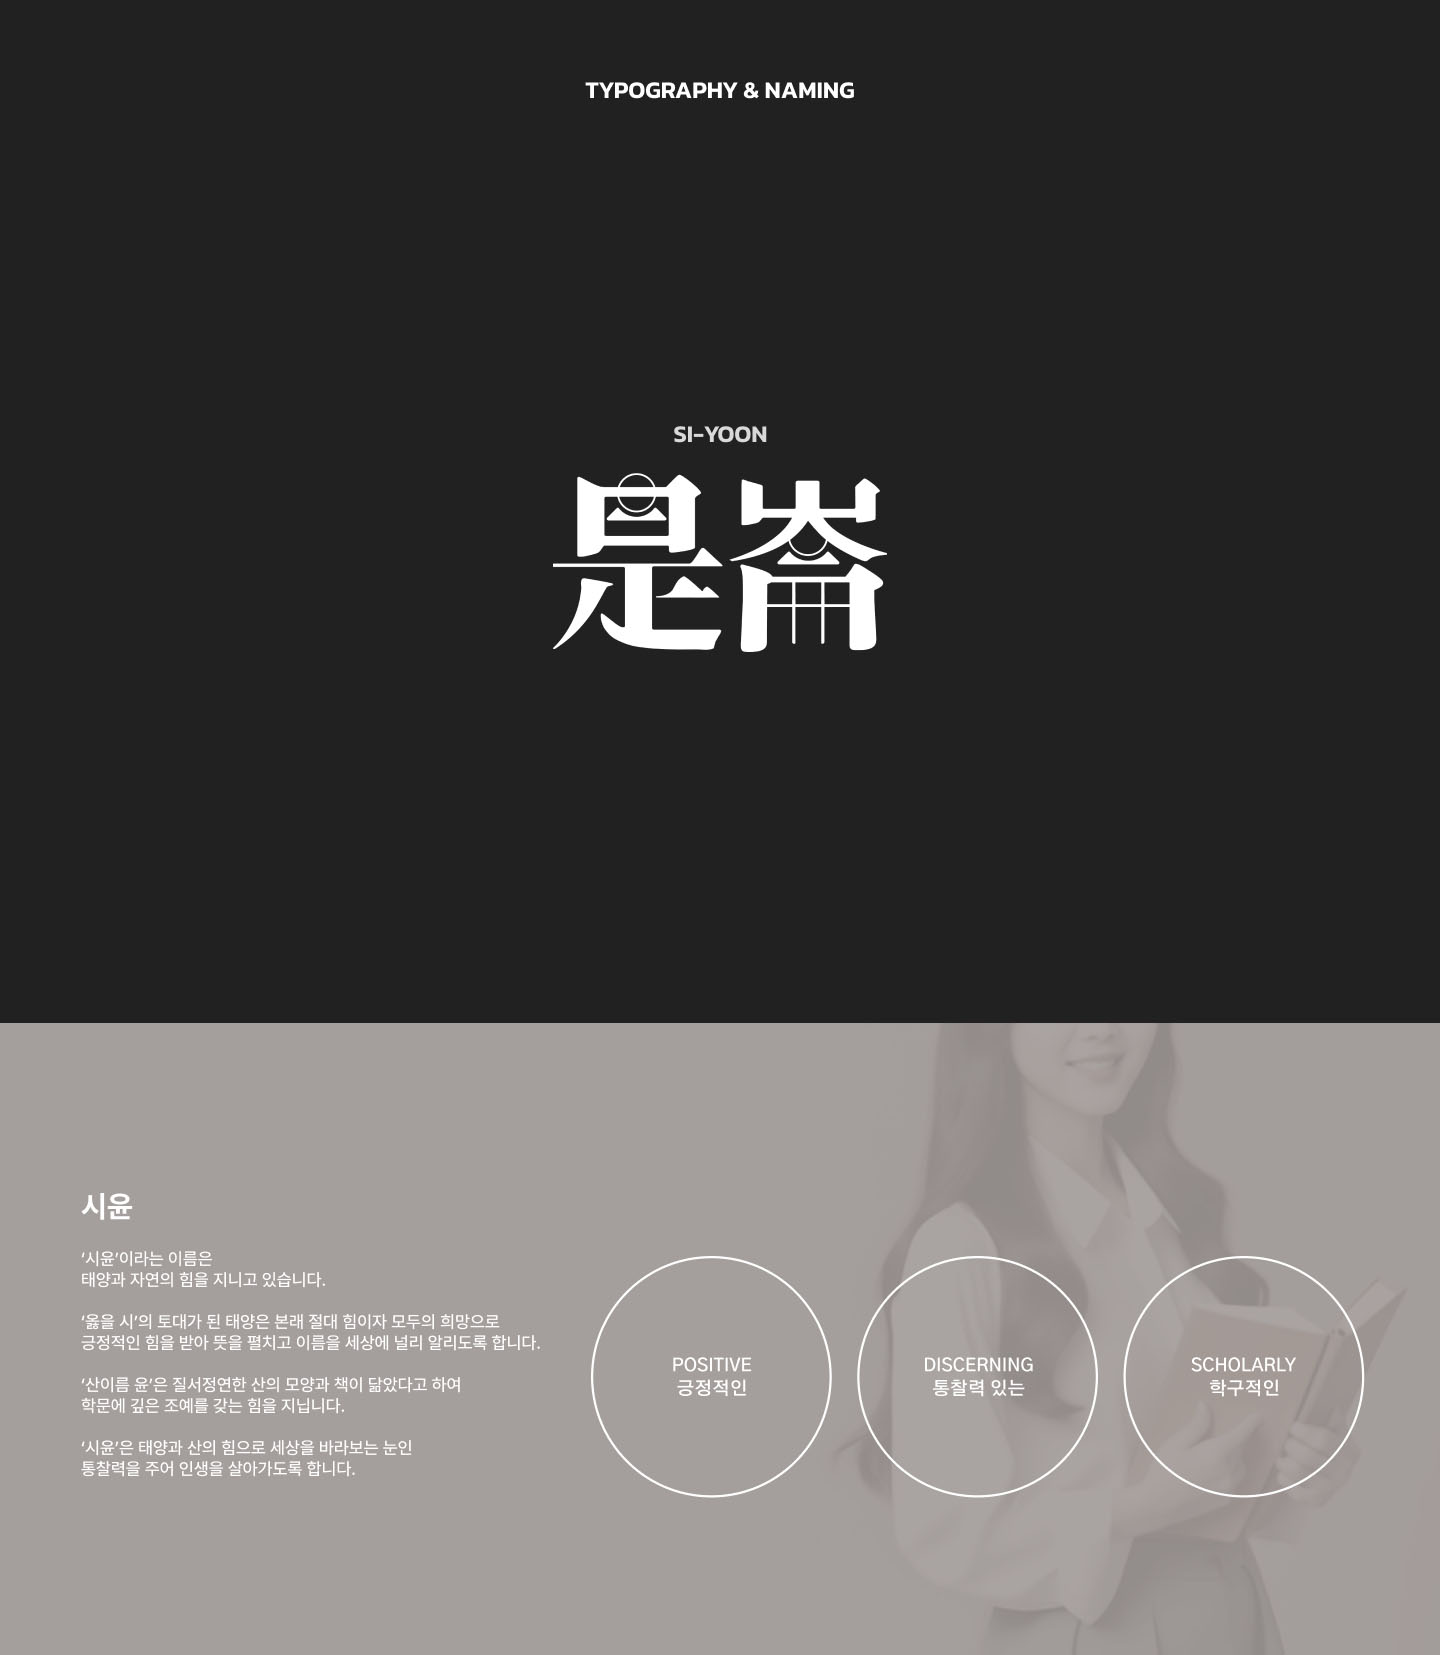 TYPOGRAPHY & NAMING
SI-YOON
是崙
시윤
‘시윤’이라는 이름은
태양과 자연의 힘을 지니고 있습니다.
‘옳을 시’의 토대가 된 태양은 본래 절대 힘이자 모두의 희망으로
긍정적인 힘을 받아 뜻을 펼치고 이름을 세상에 널리 알리도록 합니다.
‘산이름 윤’은 질서정연한 산의 모양과 책이 닮았다고 하여
학문에 깊은 조예를 갖는 힘을 지닙니다.
‘시윤’은 태양과 산의 힘으로 세상을 바라보는 눈인
통찰력을 주어 인생을 살아가도록 합니다.
POSITIVE
긍정적인
DISCERNING
통찰력 있는
SCHOLARLY
학구적인